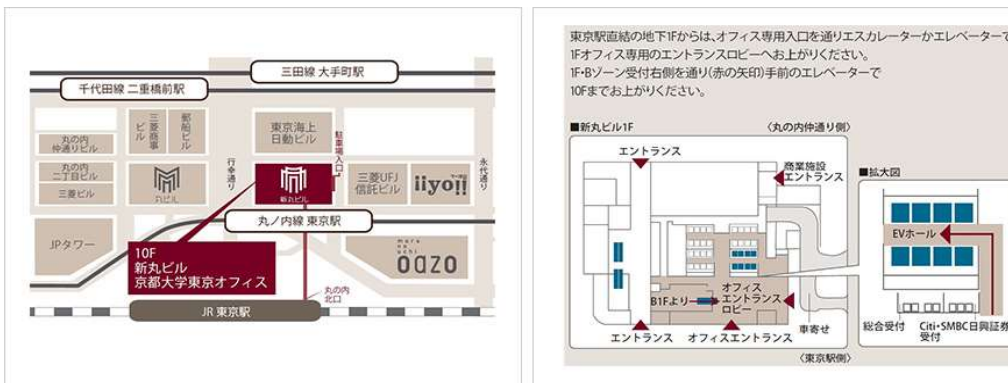 三田線 大手町駅
千代田線 二重橋前駅
丸の内
仲通りビル
三菱商事
ビル
郵船ビル
東京海上
日動ビル
駐車場入口
丸の内
二丁目ビル
三菱ビル
丸ビル
行幸通り
新丸ビル
三菱UFJ
信託ビル
iiyo!!
永代通り
丸ノ内線 東京駅
JPタワー
10F
新丸ビル
京都大学東京オフィス
maru
no
uchi
oazo
丸の内
北口
JR 東京駅
東京駅直結の地下1Fからは、オフィス専用入口を通りエスカレーターかエレベーターで
1Fオフィス専用のエントランスロビーへお上がりください。
1F・Bゾーン受付右側を通り(赤の矢印)手前のエレベーターで
10Fまでお上がりください。
■新丸ビル1F
〈丸の内仲通り側〉
エントランス
商業施設
エントランス
■拡大図
EVホール
B1Fより
オフィス
エントランス
ロビー
エントランス
オフィスエントランス
車寄せ
総合受付
Citi・SMBC日興証券
受付
〈東京駅側〉